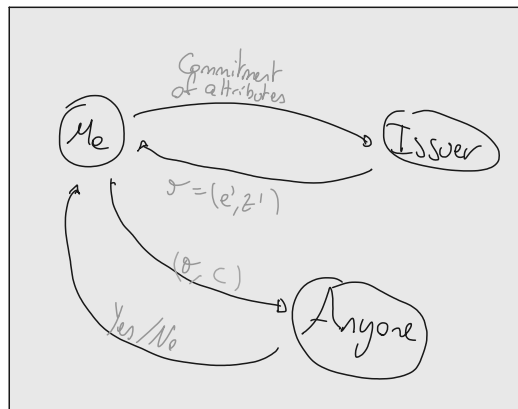 Commitment
of attributes
Me
Issuer
σ = (e', z')
(σ, C)
Yes/No
Anyone